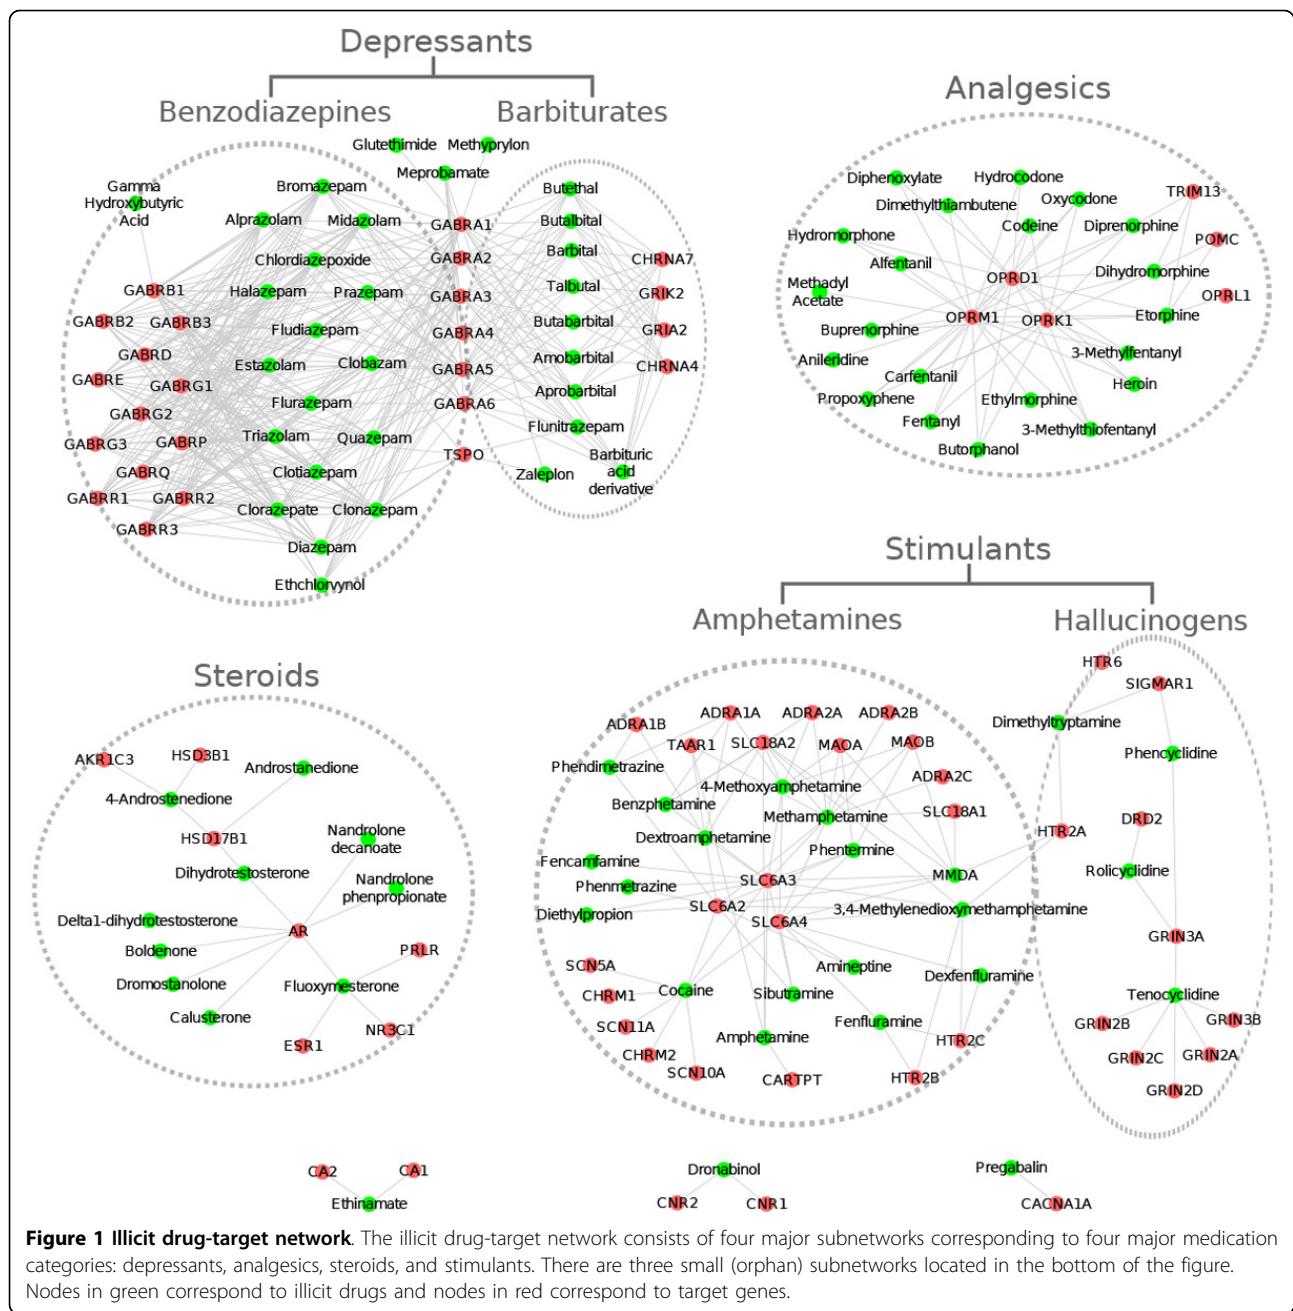 Depressants
Benzodiazepines
Barbiturates
Glutethimide
Methyprylon
Meprobamate
Gamma
Hydroxybutyric
Acid
Bromazepam
Alprazolam
Midazolam
Chlordiazepoxide
Halazepam
Prazepam
Fludiazepam
Estazolam
Clobazam
Flurazepam
Triazolam
Quazepam
Clotiazepam
Clorazepate
Clonazepam
Diazepam
Ethchlorvynol
GABRB1
GABRB2
GABRB3
GABRD
GABRE
GABRG1
GABRG2
GABRG3
GABRP
GABRQ
GABRR1
GABRR2
GABRR3
GABRA1
GABRA2
GABRA3
GABRA4
GABRA5
GABRA6
TSPO
Butethal
Butalbital
Barbital
Talbutal
Butabarbital
Amobarbital
Aprobarbital
Flunitrazepam
Zaleplon
Barbituric
acid
derivative
CHRNA7
GRIK2
GRIA2
CHRNA4
Analgesics
Diphenoxylate
Hydrocodone
Dimethylthiambutene
Oxycodone
TRIM13
Hydromorphone
Codeine
Diprenorphine
POMC
Alfentanil
OPRD1
Dihydromorphine
Methadyl
Acetate
OPRL1
OPRM1
OPRK1
Etorphine
Buprenorphine
3-Methylfentanyl
Anileridine
Carfentanil
Heroin
Propoxyphene
Ethylmorphine
Fentanyl
3-Methylthiofentanyl
Butorphanol
Stimulants
Amphetamines
Hallucinogens
ADRA1B
ADRA1A
ADRA2A
ADRA2B
TAAR1
SLC18A2
MAOA
MAOB
Phendimetrazine
ADRA2C
4-Methoxyamphetamine
Benzphetamine
Methamphetamine
SLC18A1
Dextroamphetamine
Phentermine
Fencamfamine
SLC6A3
MMDA
Phenmetrazine
SLC6A2
Diethylpropion
SLC6A4
3,4-Methylenedioxymethamphetamine
SCN5A
Amineptine
Dexfenfluramine
CHRM1
Cocaine
Sibutramine
SCN11A
Fenfluramine
Amphetamine
HTR2C
CHRM2
SCN10A
CARTPT
HTR2B
HTR6
SIGMAR1
Dimethyltryptamine
Phencyclidine
HTR2A
DRD2
Rolicyclidine
GRIN3A
Tenocyclidine
GRIN2B
GRIN3B
GRIN2C
GRIN2A
GRIN2D
Steroids
AKR1C3
HSD3B1
Androstanedione
4-Androstenedione
HSD17B1
Nandrolone
decanoate
Dihydrotestosterone
Nandrolone
phenpropionate
Delta1-dihydrotestosterone
AR
Boldenone
PRLR
Dromostanolone
Fluoxymesterone
Calusterone
NR3C1
ESR1
CA2
CA1
Ethinamate
Dronabinol
CNR2
CNR1
Pregabalin
CACNA1A
Figure 1 Illicit drug-target network. The illicit drug-target network consists of four major subnetworks corresponding to four major medication
categories: depressants, analgesics, steroids, and stimulants. There are three small (orphan) subnetworks located in the bottom of the figure.
Nodes in green correspond to illicit drugs and nodes in red correspond to target genes.